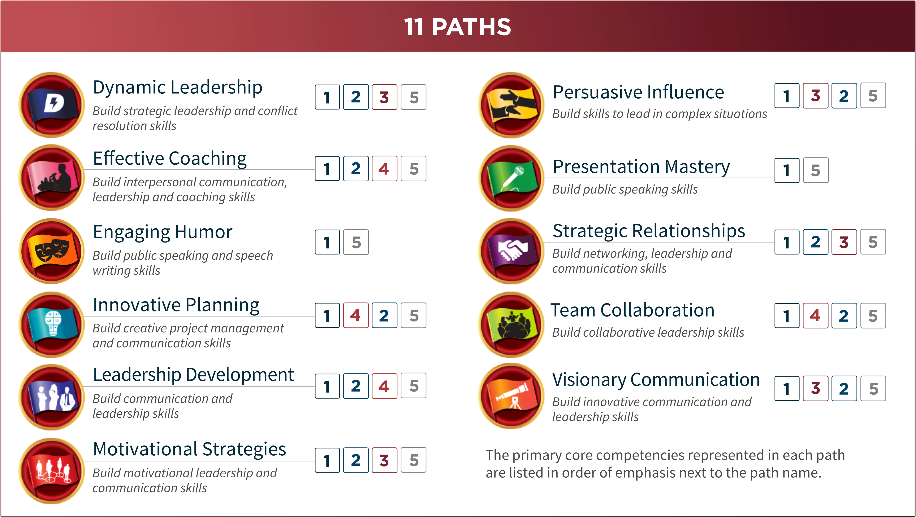 11 PATHS
D
Dynamic Leadership
1 2 3 5
Build strategic leadership and conflict
resolution skills
Effective Coaching
1 2 4 5
Build interpersonal communication,
leadership and coaching skills
Engaging Humor
1 5
Build public speaking and speech
writing skills
Innovative Planning
1 4 2 5
Build creative project management
and communication skills
Leadership Development
1 2 4 5
Build communication and
leadership skills
Motivational Strategies
1 2 3 5
Build motivational leadership and
communication skills
Persuasive Influence
1 3 2 5
Build skills to lead in complex situations
Presentation Mastery
1 5
Build public speaking skills
Strategic Relationships
1 2 3 5
Build networking, leadership and
communication skills
Team Collaboration
1 4 2 5
Build collaborative leadership skills
Visionary Communication
1 3 2 5
Build innovative communication and
leadership skills
The primary core competencies represented in each path
are listed in order of emphasis next to the path name.